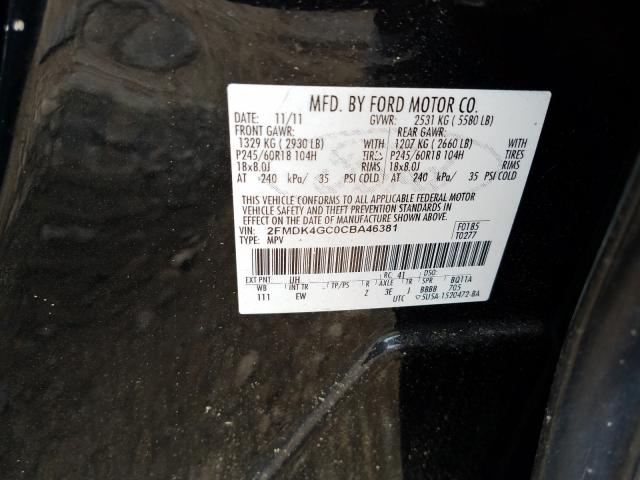 MFD. BY FORD MOTOR CO.
DATE: 11/11 GVWR: 2531 KG ( 5580 LB)
FRONT GAWR: REAR GAWR:
1329 KG ( 2930 LB) WITH 1207 KG ( 2660 LB) WITH
P245/60R18 104H TIRES P245/60R18 104H TIRES
18x8.0J RIMS 18x8.0J RIMS
AT 240 kPa/ 35 PSI COLD AT 240 kPa/ 35 PSI COLD
THIS VEHICLE CONFORMS TO ALL APPLICABLE FEDERAL MOTOR
VEHICLE SAFETY AND THEFT PREVENTION STANDARDS IN
EFFECT ON THE DATE OF MANUFACTURE SHOWN ABOVE.
VIN: 2FMDK4GC0CBA46381 F0185
TYPE: MPV T0277
EXT PNT: UH RC: 41 DSO:
WB INT TR TP/PS R AXLE TR SPR BQ11A
111 EW Z 3E J BBBB 705
UTC 5U5A-1520472-BA